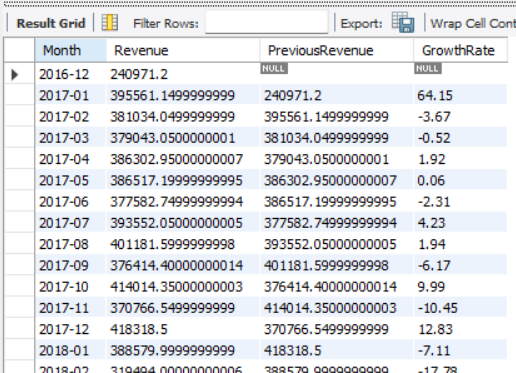 Result Grid Filter Rows: Export: Wrap Cell Cont
Month Revenue PreviousRevenue GrowthRate
2016-12 240971.2 NULL NULL
2017-01 395561.1499999999 240971.2 64.15
2017-02 381034.0499999999 395561.1499999999 -3.67
2017-03 379043.0500000001 381034.0499999999 -0.52
2017-04 386302.95000000007 379043.0500000001 1.92
2017-05 386517.19999999995 386302.95000000007 0.06
2017-06 377582.74999999994 386517.19999999995 -2.31
2017-07 393552.05000000005 377582.74999999994 4.23
2017-08 401181.5999999998 393552.05000000005 1.94
2017-09 376414.40000000014 401181.5999999998 -6.17
2017-10 414014.35000000003 376414.40000000014 9.99
2017-11 370766.5499999999 414014.35000000003 -10.45
2017-12 418318.5 370766.5499999999 12.83
2018-01 388579.9999999999 418318.5 -7.11
2018-02 319494.00000000006 388579.9999999999 -17.78